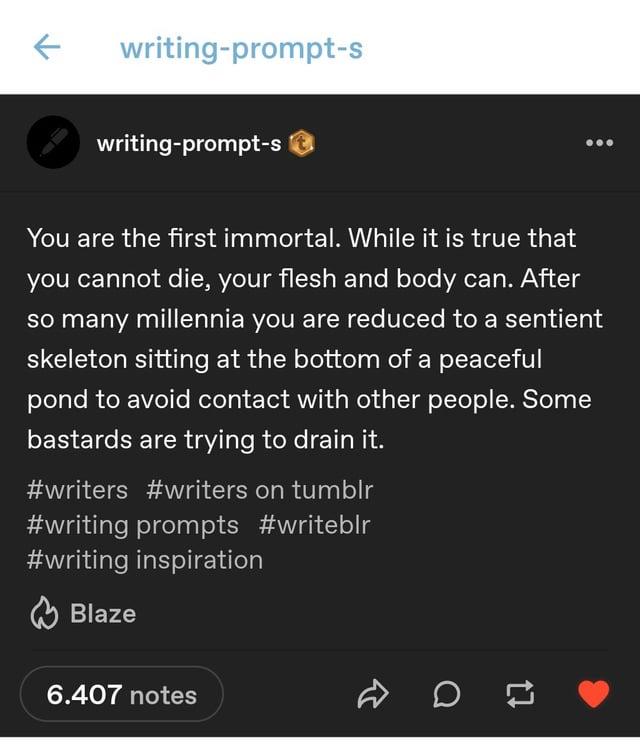 writing-prompt-s
writing-prompt-s
You are the first immortal. While it is true that
you cannot die, your flesh and body can. After
so many millennia you are reduced to a sentient
skeleton sitting at the bottom of a peaceful
pond to avoid contact with other people. Some
bastards are trying to drain it.
#writers #writers on tumblr
#writing prompts #writeblr
#writing inspiration
Blaze
6.407 notes